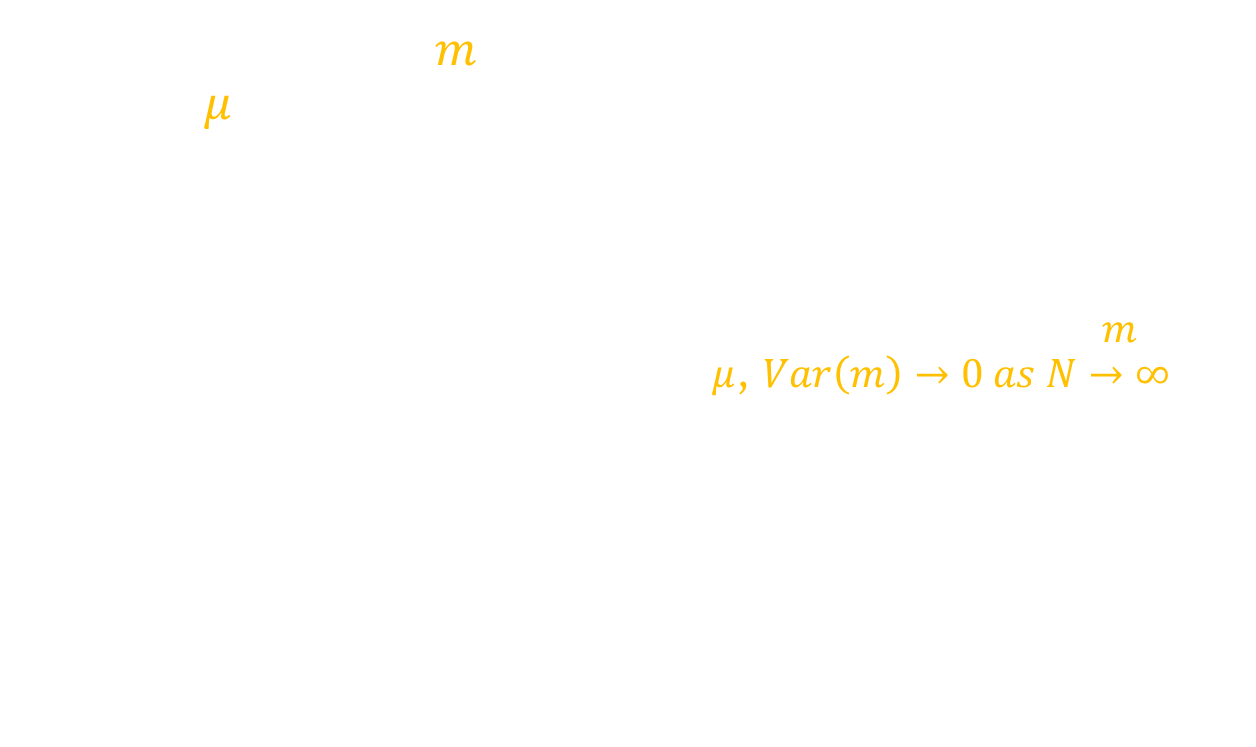 m
μ
m
μ, Var(m) → 0 as N → ∞